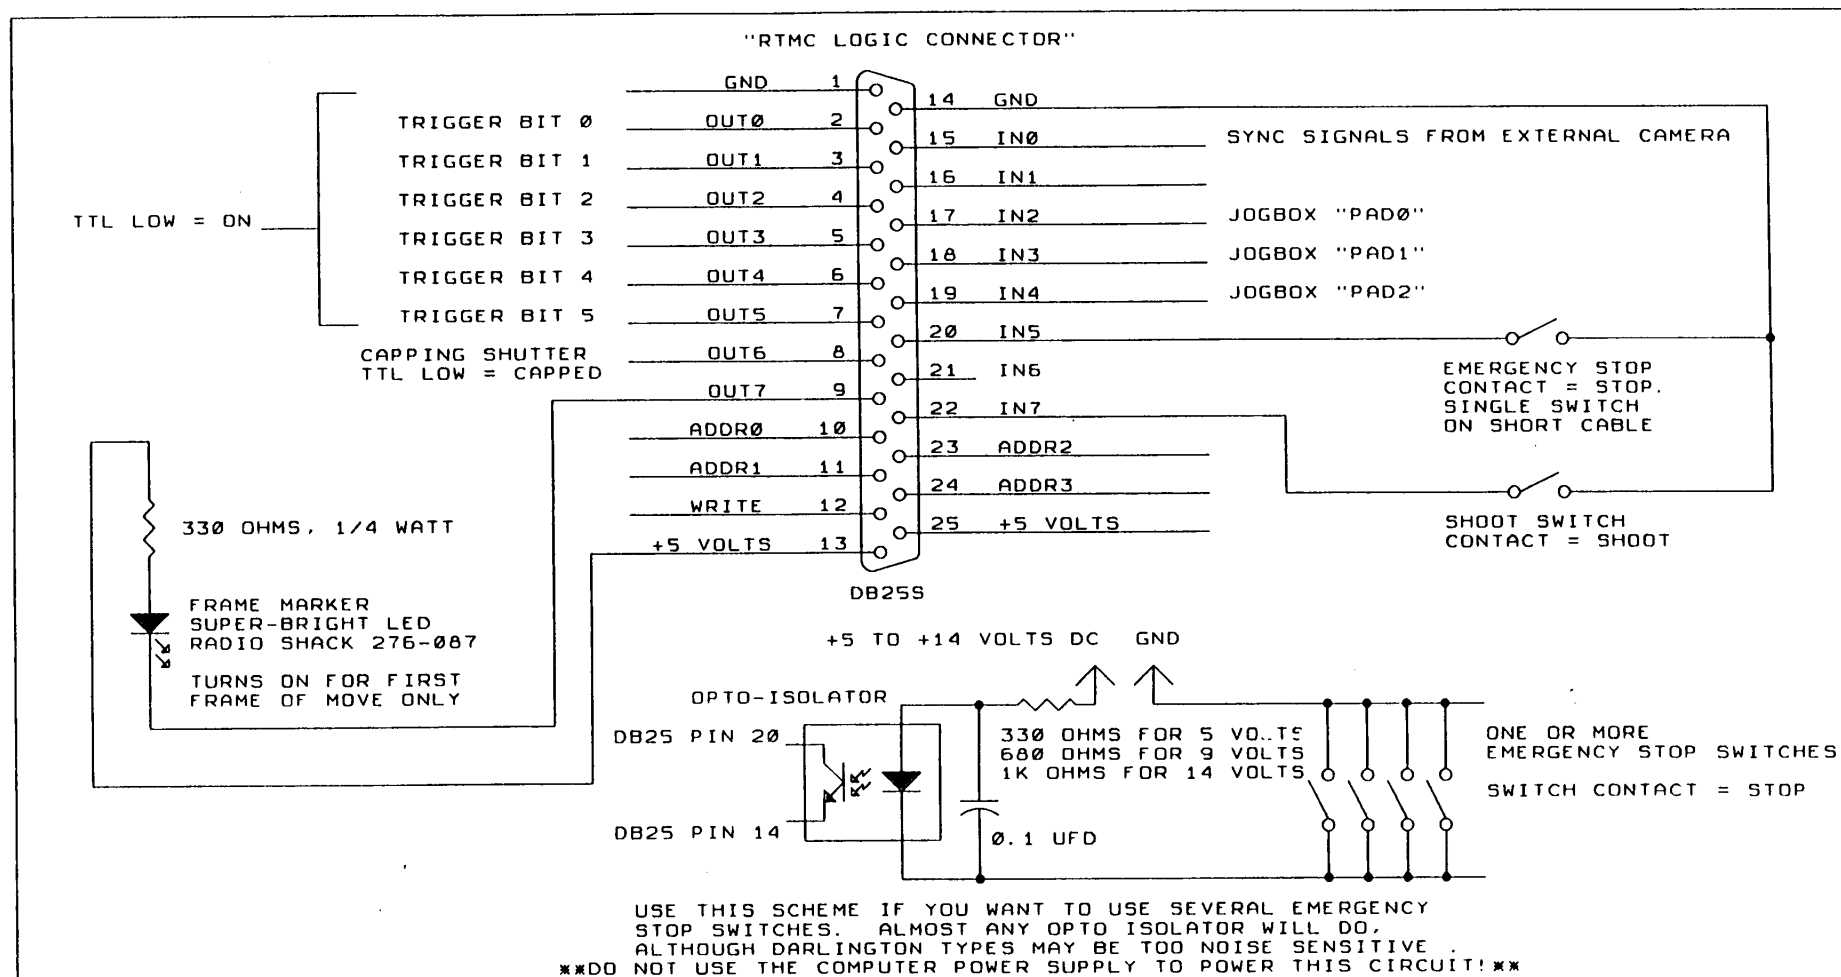 "RTMC LOGIC CONNECTOR"
GND 1
TRIGGER BIT 0 OUT0 2
TRIGGER BIT 1 OUT1 3
TRIGGER BIT 2 OUT2 4
TRIGGER BIT 3 OUT3 5
TRIGGER BIT 4 OUT4 6
TRIGGER BIT 5 OUT5 7
TTL LOW = ON
CAPPING SHUTTER
TTL LOW = CAPPED
OUT6 8
OUT7 9
ADDR0 10
ADDR1 11
WRITE 12
+5 VOLTS 13
14 GND
15 IN0 SYNC SIGNALS FROM EXTERNAL CAMERA
16 IN1
17 IN2 JOGBOX "PAD0"
18 IN3 JOGBOX "PAD1"
19 IN4 JOGBOX "PAD2"
20 IN5
21 IN6
22 IN7
23 ADDR2
24 ADDR3
25 +5 VOLTS
DB25S
EMERGENCY STOP
CONTACT = STOP.
SINGLE SWITCH
ON SHORT CABLE
SHOOT SWITCH
CONTACT = SHOOT
330 OHMS, 1/4 WATT
FRAME MARKER
SUPER-BRIGHT LED
RADIO SHACK 276-087
TURNS ON FOR FIRST
FRAME OF MOVE ONLY
+5 TO +14 VOLTS DC GND
OPTO-ISOLATOR
DB25 PIN 20
DB25 PIN 14
330 OHMS FOR 5 VOLTS
680 OHMS FOR 9 VOLTS
1K OHMS FOR 14 VOLTS
0.1 UFD
ONE OR MORE
EMERGENCY STOP SWITCHES
SWITCH CONTACT = STOP
USE THIS SCHEME IF YOU WANT TO USE SEVERAL EMERGENCY
STOP SWITCHES. ALMOST ANY OPTO ISOLATOR WILL DO,
ALTHOUGH DARLINGTON TYPES MAY BE TOO NOISE SENSITIVE .
**DO NOT USE THE COMPUTER POWER SUPPLY TO POWER THIS CIRCUIT!**